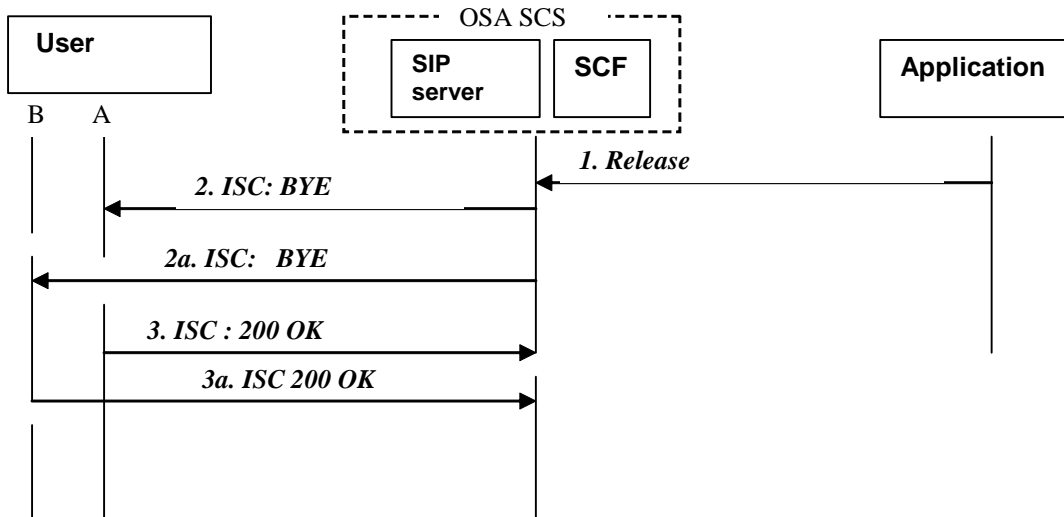 OSA SCS
User
SIP
server
SCF
Application
B A
1. Release
2. ISC: BYE
2a. ISC: BYE
3. ISC : 200 OK
3a. ISC 200 OK